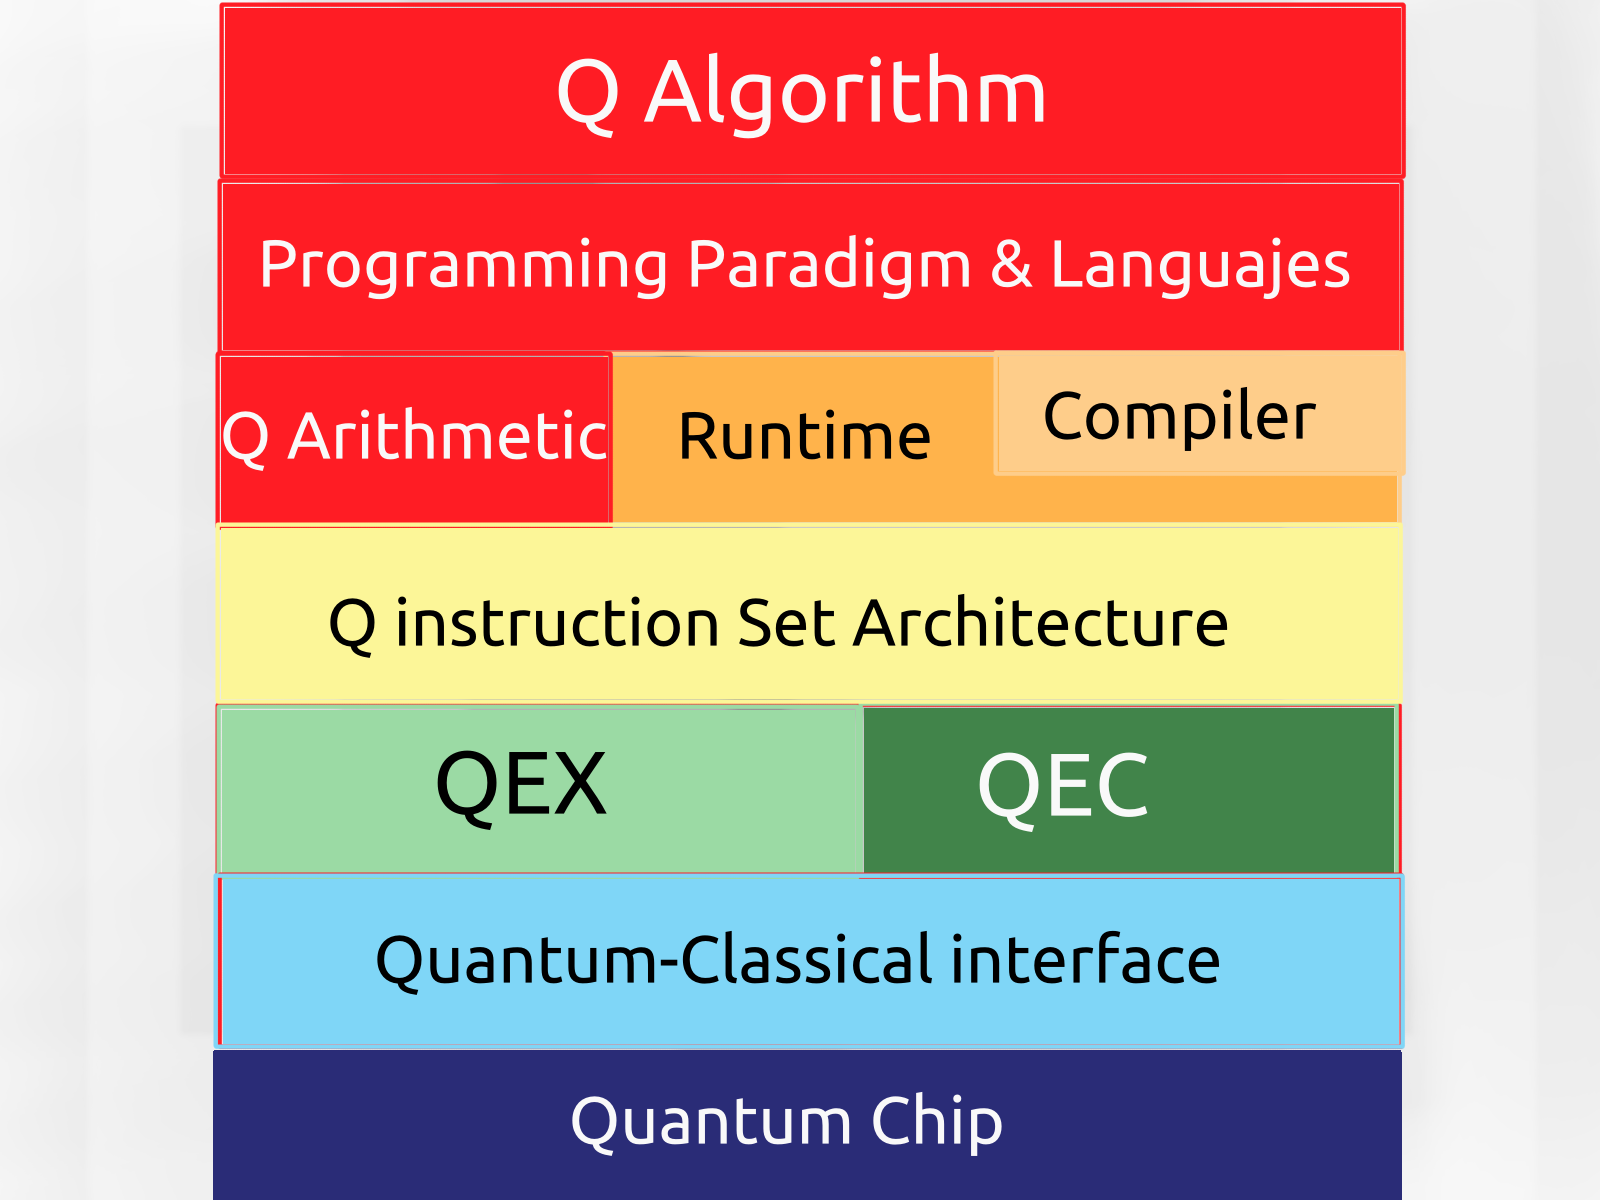 Q Algorithm
Programming Paradigm & Languajes
Q Arithmetic
Runtime
Compiler
Q instruction Set Architecture
QEX
QEC
Quantum-Classical interface
Quantum Chip